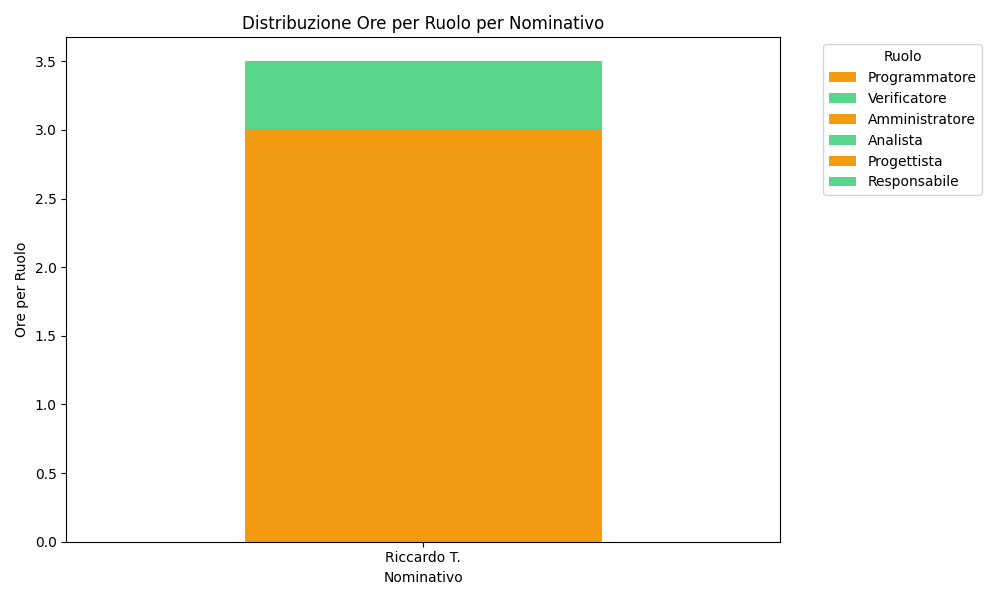 Distribuzione Ore per Ruolo per Nominativo
Ore per Ruolo
3.5
3.0
2.5
2.0
1.5
1.0
0.5
0.0
Riccardo T.
Nominativo
Ruolo
Programmatore
Verificatore
Amministratore
Analista
Progettista
Responsabile